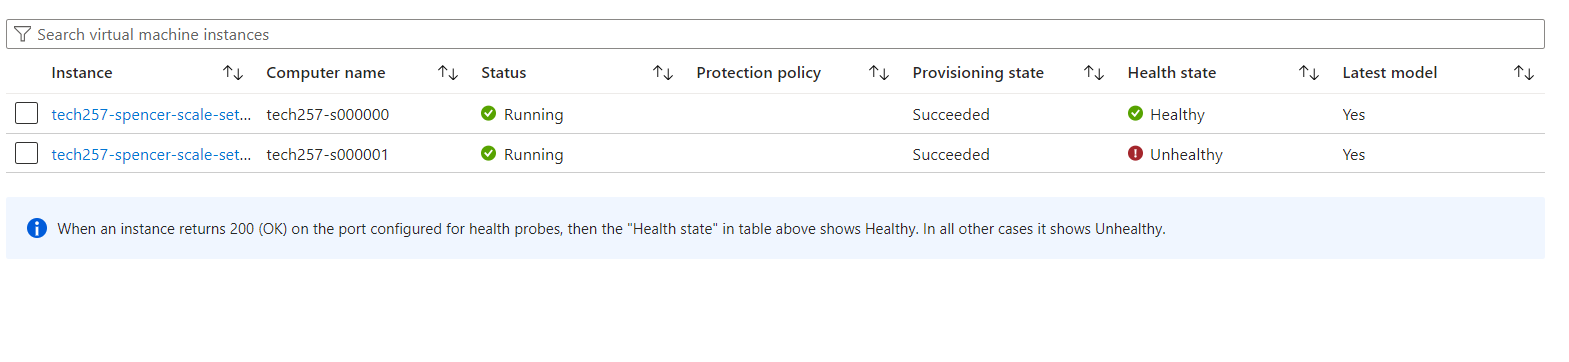 Search virtual machine instances
Instance Computer name Status Protection policy Provisioning state Health state Latest model
tech257-spencer-scale-set... tech257-s000000 Running Succeeded Healthy Yes
tech257-spencer-scale-set... tech257-s000001 Running Succeeded Unhealthy Yes
When an instance returns 200 (OK) on the port configured for health probes, then the "Health state" in table above shows Healthy. In all other cases it shows Unhealthy.